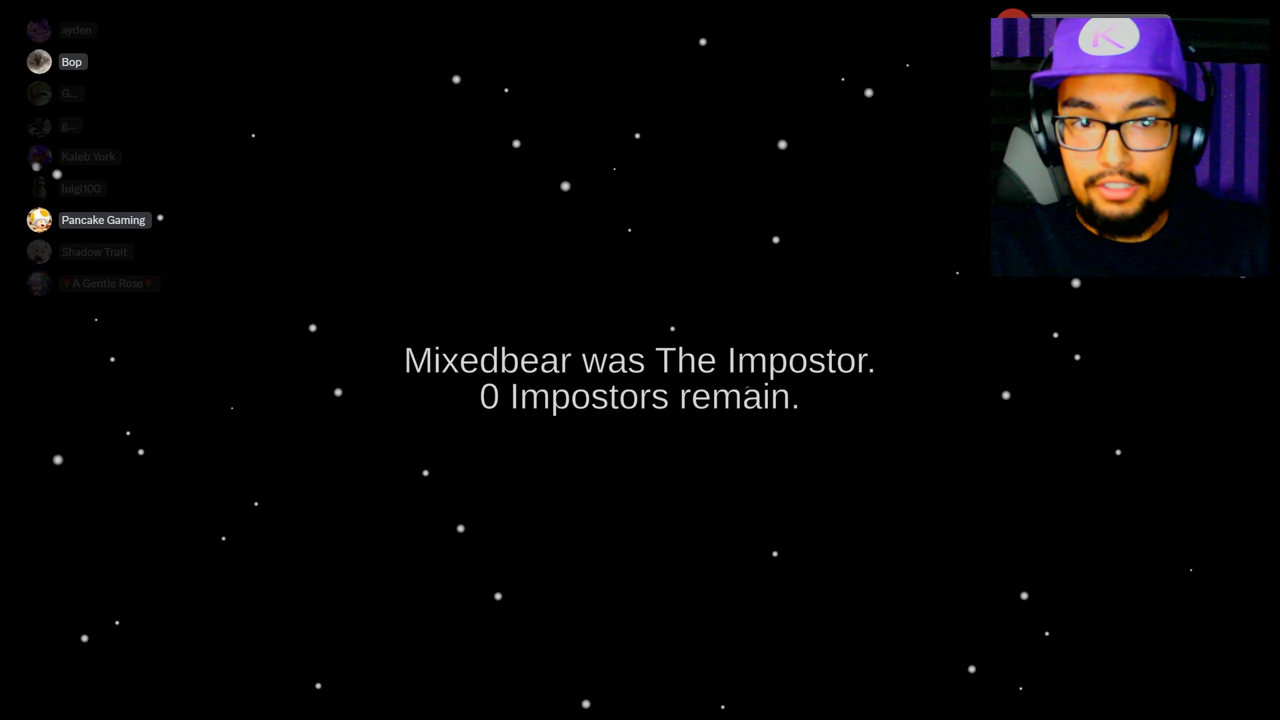 ayden
Bop
G...
g...
Kaleb York
luigi100
Pancake Gaming
Shadow Trait
🌹A Gentle Rose🌹
K
Mixedbear was The Impostor.
0 Impostors remain.